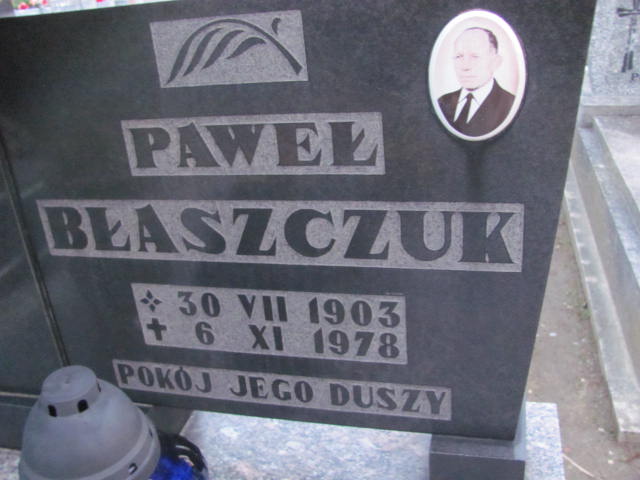 PAWEŁ
BŁASZCZUK
30 VII 1903
6 XI 1978
POKÓJ JEGO DUSZY